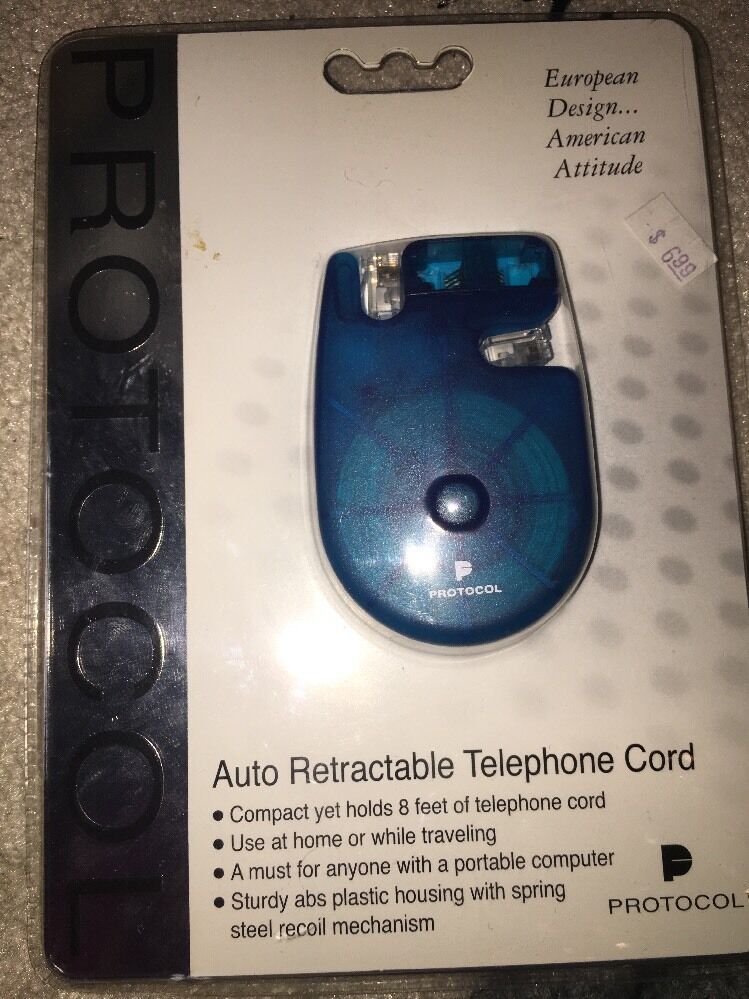 PROTOCOL
European
Design...
American
Attitude
$ 6.99
PROTOCOL
Auto Retractable Telephone Cord
• Compact yet holds 8 feet of telephone cord
• Use at home or while traveling
• A must for anyone with a portable computer
• Sturdy abs plastic housing with spring
steel recoil mechanism
PROTOCOL